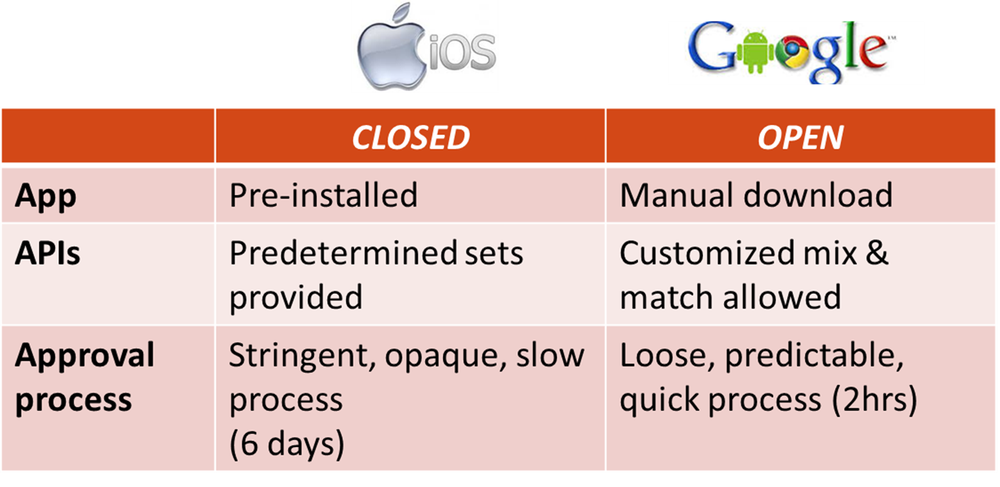 iOS
Google™
CLOSED
OPEN
App
Pre-installed
Manual download
APIs
Predetermined sets
provided
Customized mix &
match allowed
Approval
process
Stringent, opaque, slow
process
(6 days)
Loose, predictable,
quick process (2hrs)